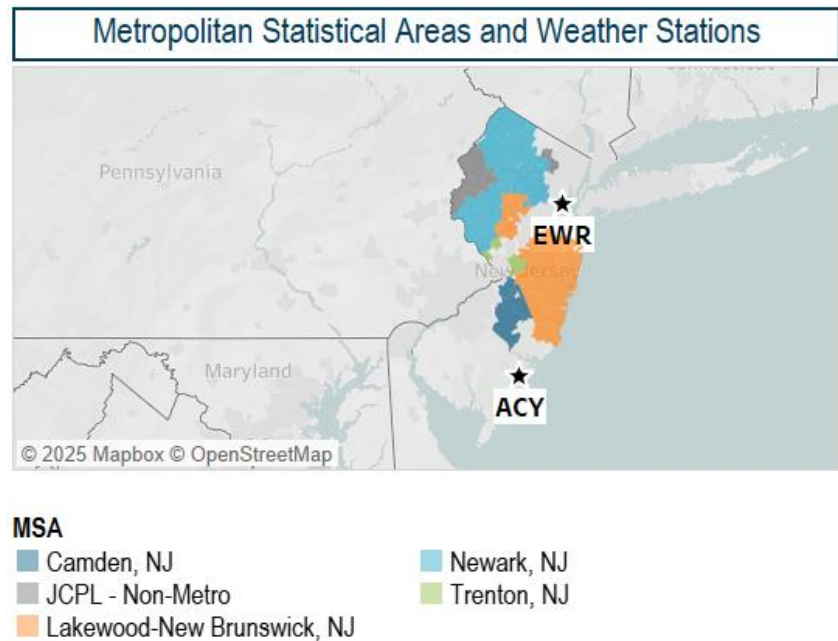 Metropolitan Statistical Areas and Weather Stations
Pennsylvania
EWR
New Jersey
Maryland
ACY
© 2025 Mapbox © OpenStreetMap
MSA
Camden, NJ
Newark, NJ
JCPL - Non-Metro
Trenton, NJ
Lakewood-New Brunswick, NJ